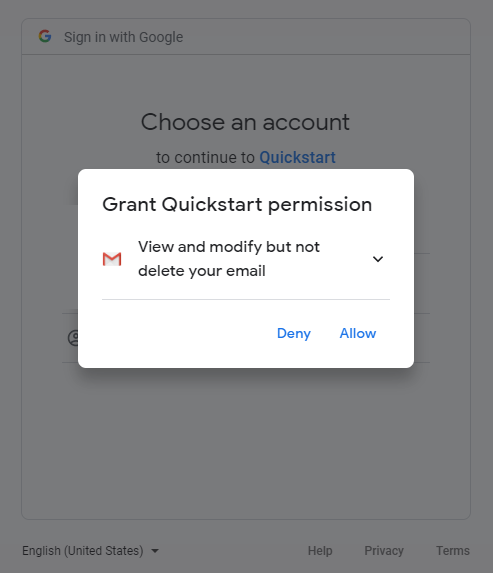 Sign in with Google
Choose an account
to continue to Quickstart
Grant Quickstart permission
View and modify but not
delete your email
Deny Allow
English (United States) Help Privacy Terms